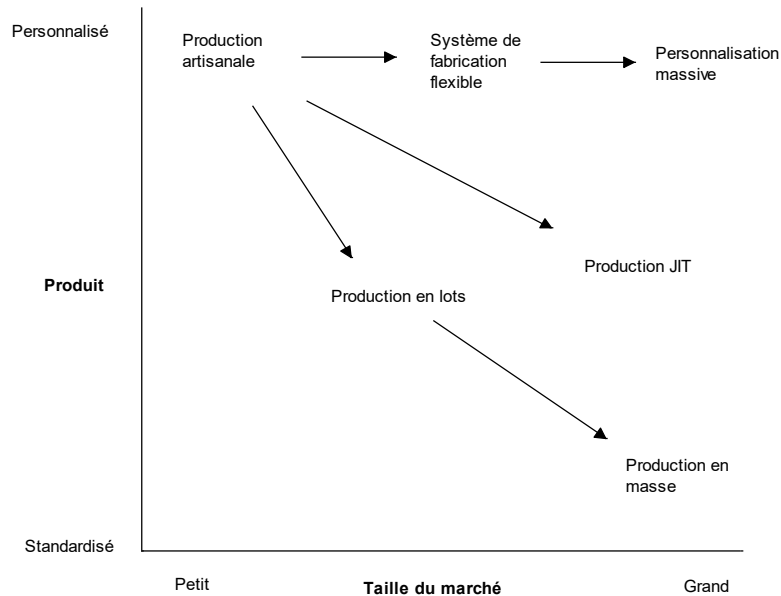 Personnalisé
Production
artisanale
Système de
fabrication
flexible
Personnalisation
massive
Production JIT
Produit
Production en lots
Production en
masse
Standardisé
Petit
Taille du marché
Grand